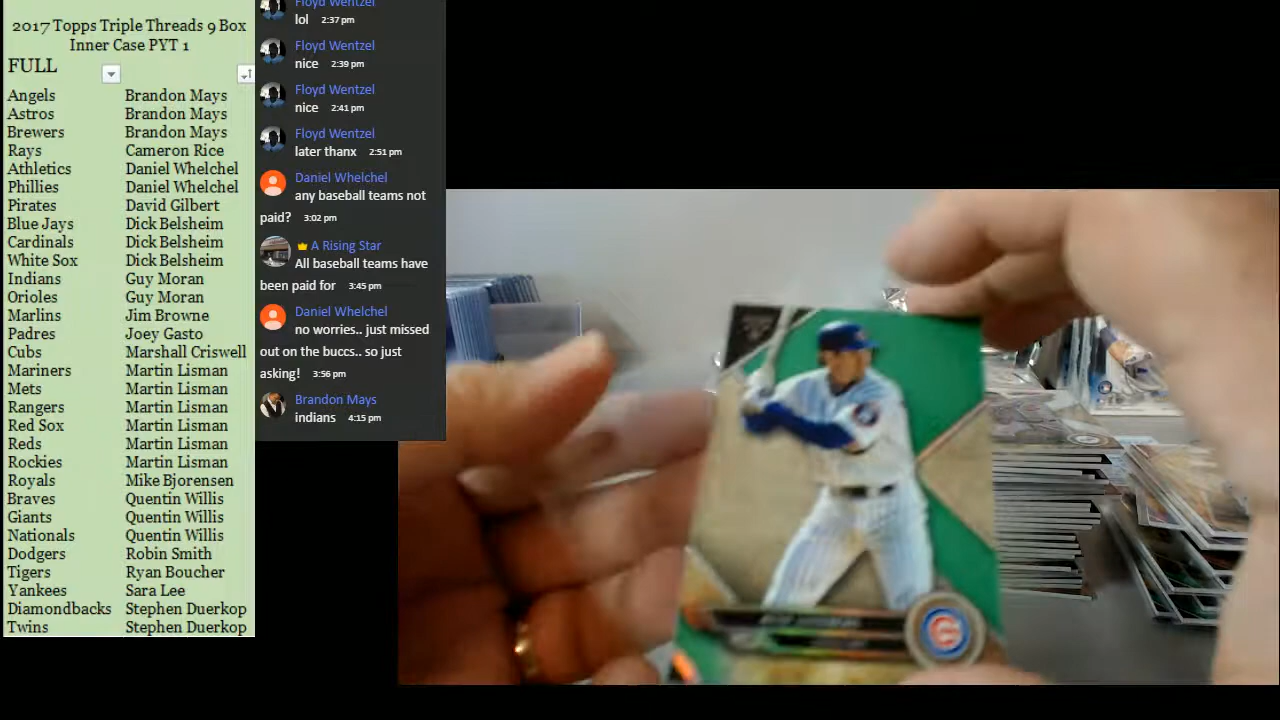 2017 Topps Triple Threads 9 Box
Inner Case PYT 1
FULL
Angels Brandon Mays
Astros Brandon Mays
Brewers Brandon Mays
Rays Cameron Rice
Athletics Daniel Whelchel
Phillies Daniel Whelchel
Pirates David Gilbert
Blue Jays Dick Belsheim
Cardinals Dick Belsheim
White Sox Dick Belsheim
Indians Guy Moran
Orioles Guy Moran
Marlins Jim Browne
Padres Joey Gasto
Cubs Marshall Criswell
Mariners Martin Lisman
Mets Martin Lisman
Rangers Martin Lisman
Red Sox Martin Lisman
Reds Martin Lisman
Rockies Martin Lisman
Royals Mike Bjorensen
Braves Quentin Willis
Giants Quentin Willis
Nationals Quentin Willis
Dodgers Robin Smith
Tigers Ryan Boucher
Yankees Sara Lee
Diamondbacks Stephen Duerkop
Twins Stephen Duerkop
Floyd Wentzel
lol 2:37 pm
Floyd Wentzel
nice 2:39 pm
Floyd Wentzel
nice 2:41 pm
Floyd Wentzel
later thanx 2:51 pm
Daniel Whelchel
any baseball teams not
paid? 3:02 pm
A Rising Star
All baseball teams have
been paid for 3:45 pm
Daniel Whelchel
no worries.. just missed
out on the buccs.. so just
asking! 3:56 pm
Brandon Mays
indians 4:15 pm